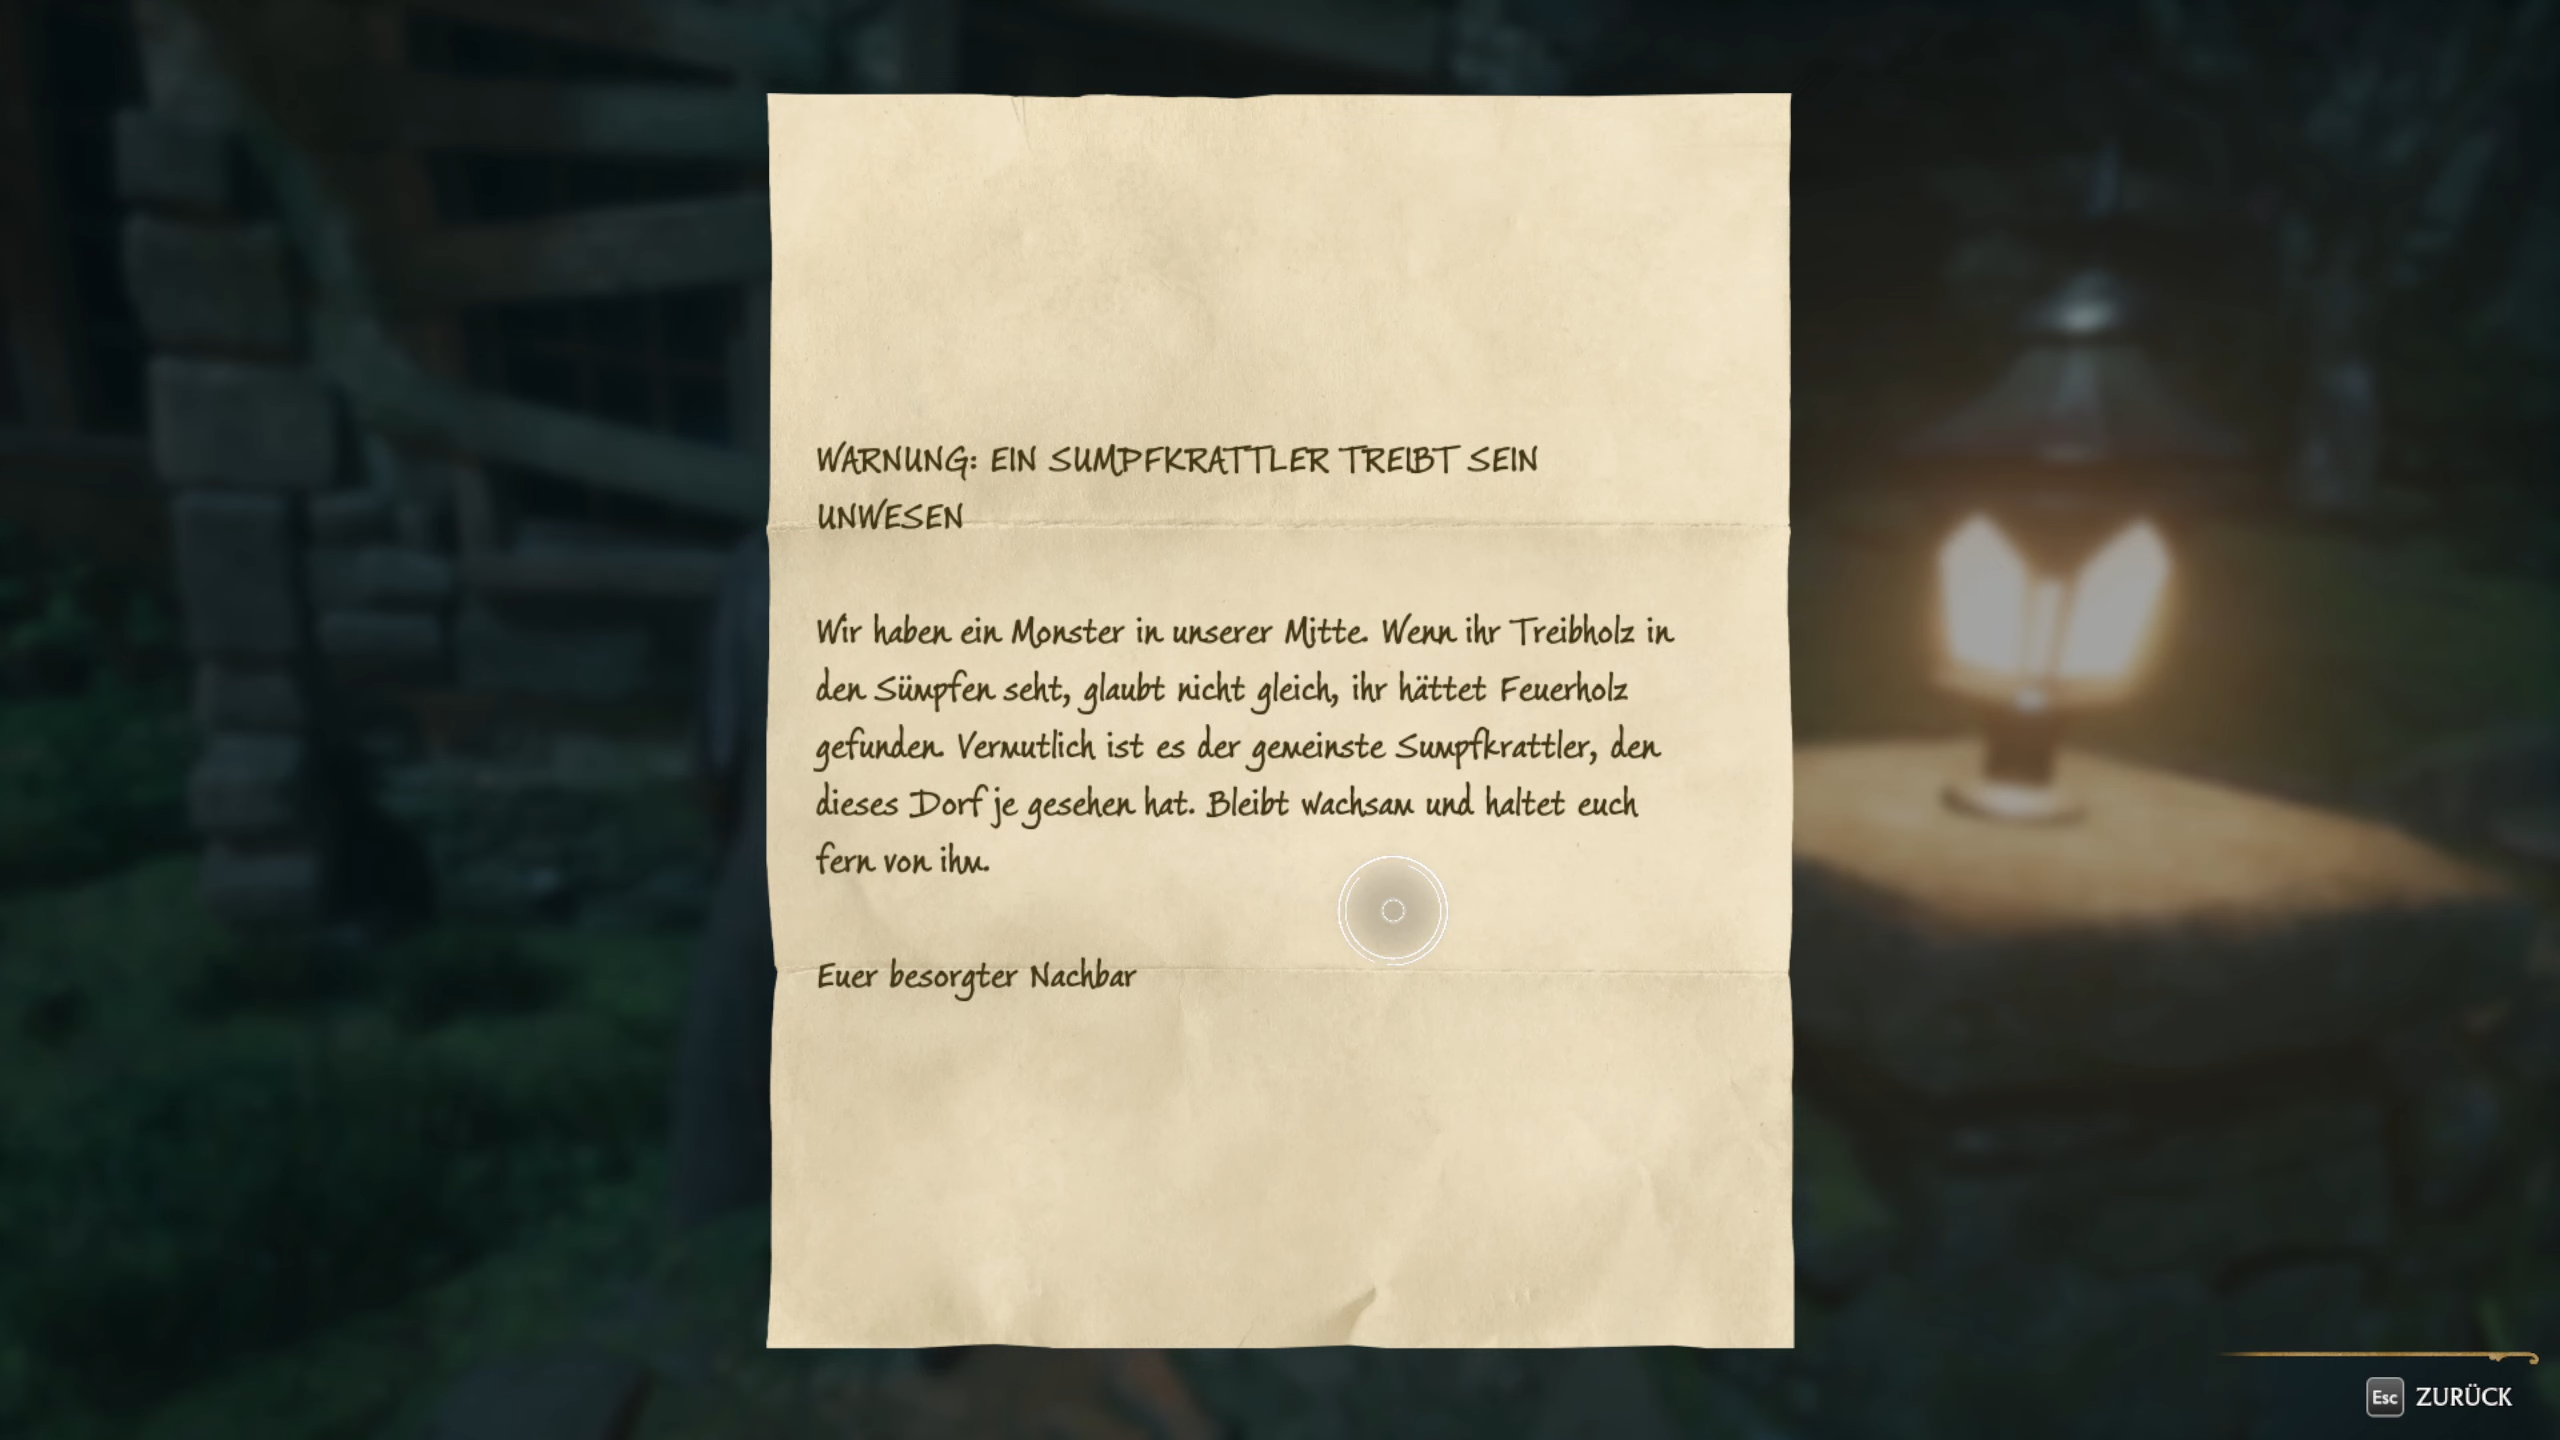 WARNUNG: EIN SUMPFKRATTLER TREIBT SEIN
UNWESEN
Wir haben ein Monster in unserer Mitte. Wenn ihr Treibholz in
den Sümpfen seht, glaubt nicht gleich, ihr hättet Feuerholz
gefunden. Vermutlich ist es der gemeinste Sumpfkrattler, den
dieses Dorf je gesehen hat. Bleibt wachsam und haltet euch
fern von ihm.
Euer besorgter Nachbar
Esc ZURÜCK